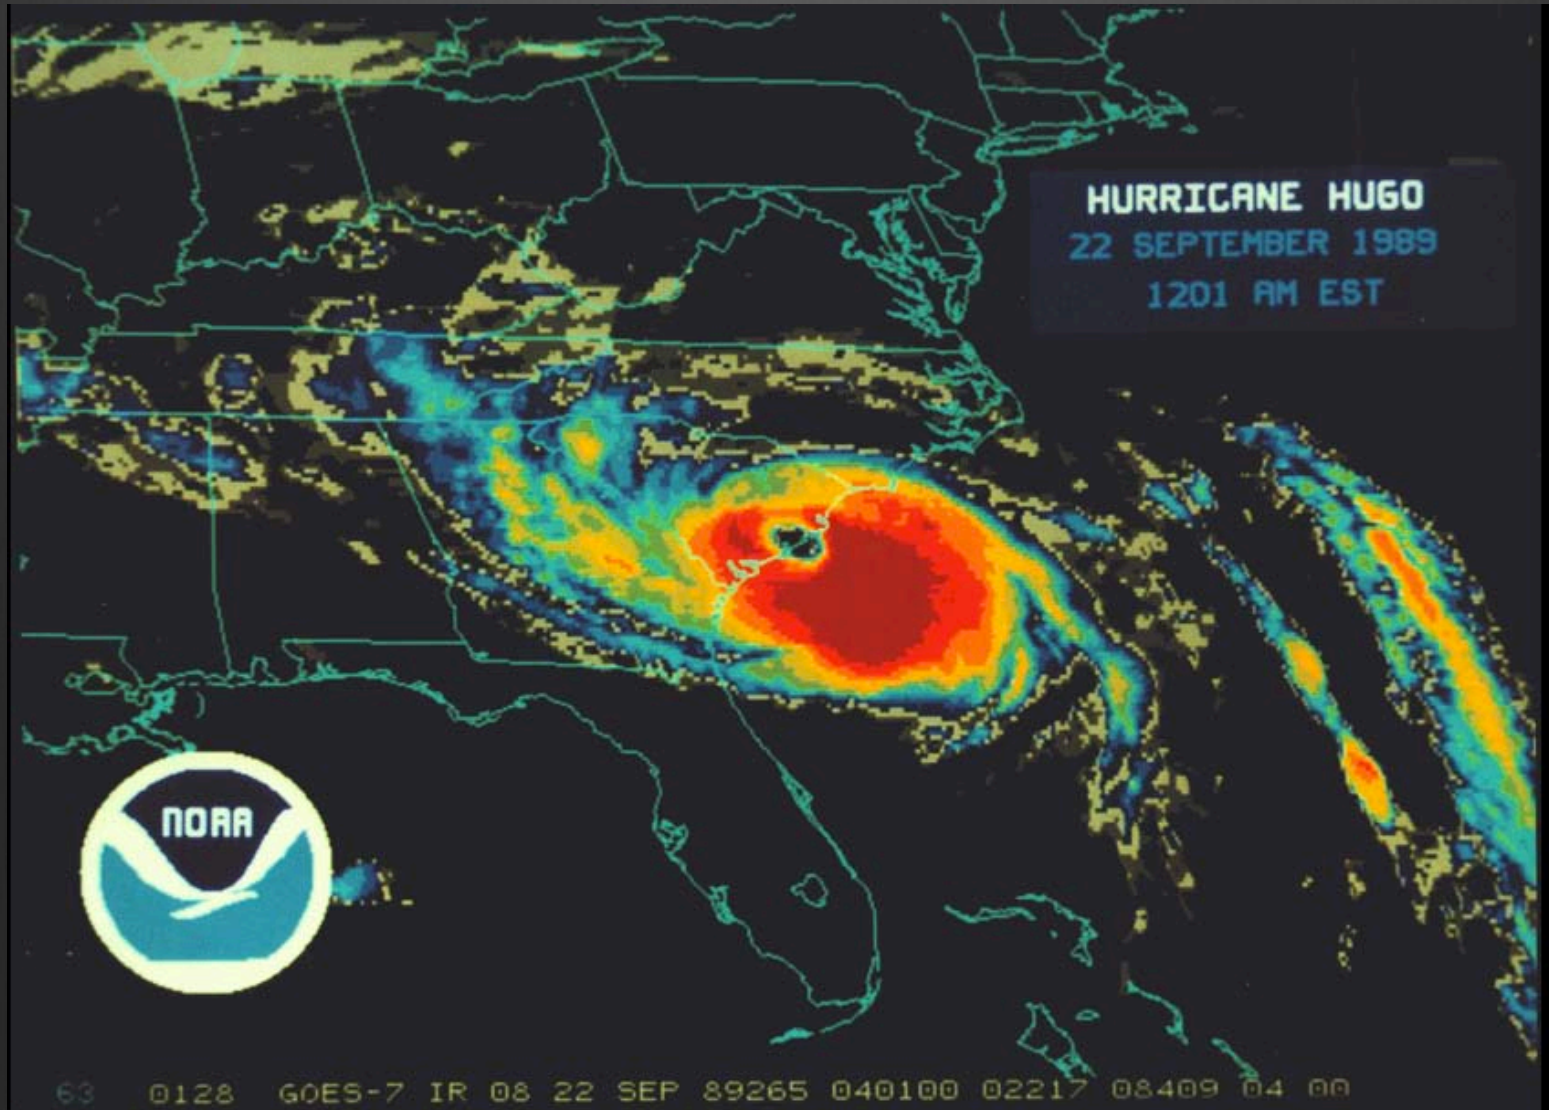 HURRICANE HUGO
22 SEPTEMBER 1989
1201 AM EST
NOAA
63 0128 GOES-7 IR 08 22 SEP 89265 040100 02217 08409 04 00